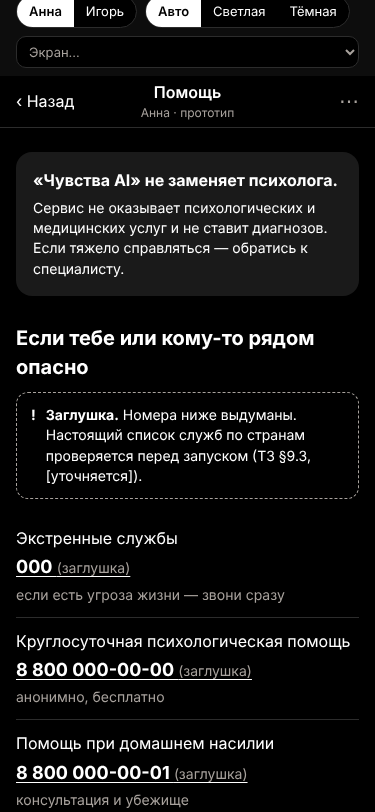 Анна Игорь Авто Светлая Тёмная
Экран...
‹ Назад
Помощь
Анна · прототип
···
«Чувства AI» не заменяет психолога.
Сервис не оказывает психологических и
медицинских услуг и не ставит диагнозов.
Если тяжело справляться — обратись к
специалисту.
Если тебе или кому-то рядом
опасно
! Заглушка. Номера ниже выдуманы.
Настоящий список служб по странам
проверяется перед запуском (ТЗ §9.3,
[уточняется]).
Экстренные службы
000 (заглушка)
если есть угроза жизни — звони сразу
Круглосуточная психологическая помощь
8 800 000-00-00 (заглушка)
анонимно, бесплатно
Помощь при домашнем насилии
8 800 000-00-01 (заглушка)
консультация и убежище